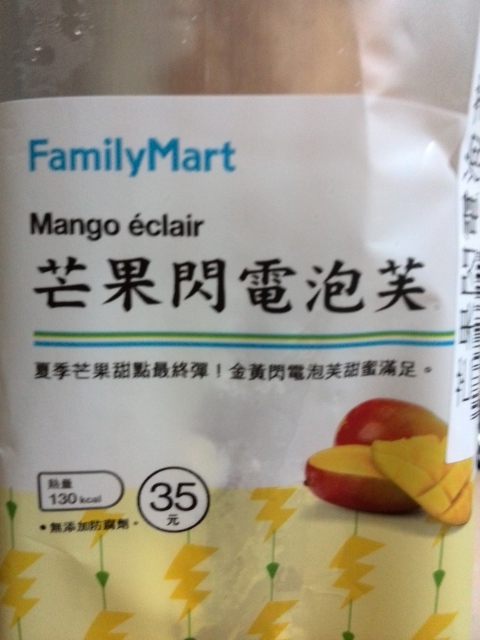 FamilyMart
Mango éclair
芒果閃電泡芙
夏季芒果甜點最終彈！金黃閃電泡芙甜蜜滿足。
熱量
130 kcal
35
元
•無添加防腐劑。